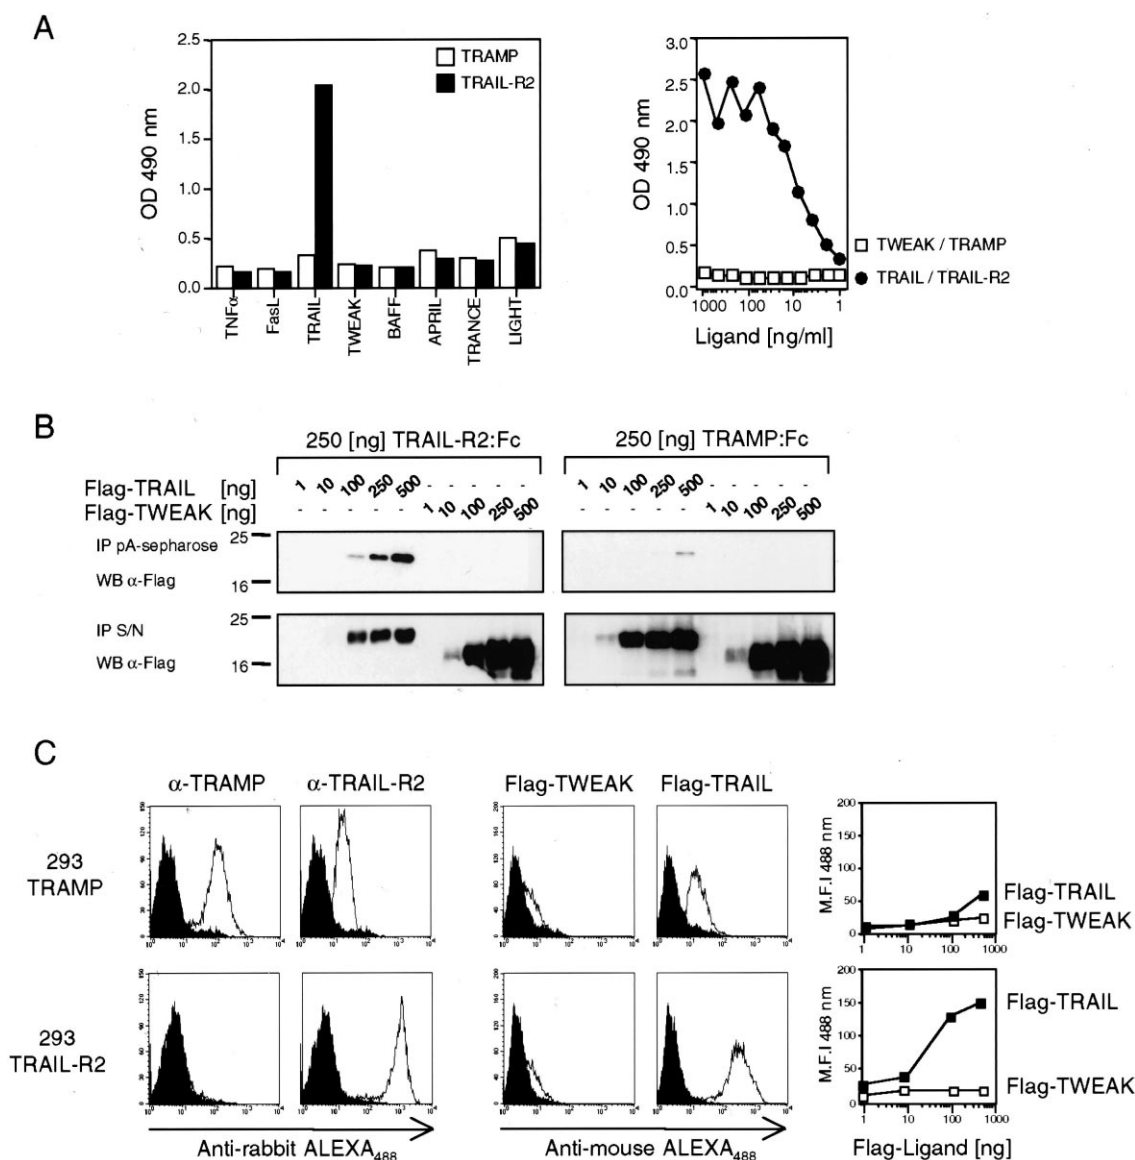 A
2.5
2.0
1.5
1.0
0.5
0.0
OD 490 nm
TRAMP
TRAIL-R2
TNFα
FasL
TRAIL
TWEAK
BAFF
APRIL
TRANCE
LIGHT
3.0
2.5
2.0
1.5
1.0
0.5
0.0
OD 490 nm
1000 100 10 1
Ligand [ng/ml]
TWEAK / TRAMP
TRAIL / TRAIL-R2
B
250 [ng] TRAIL-R2:Fc 250 [ng] TRAMP:Fc
Flag-TRAIL [ng] 1 10 100 250 500 - - - - - 1 10 100 250 500 - - - - -
Flag-TWEAK [ng] - - - - - 1 10 100 250 500 - - - - - 1 10 100 250 500
IP pA-sepharose 25
WB α-Flag 16
IP S/N 25
WB α-Flag 16
C
α-TRAMP α-TRAIL-R2 Flag-TWEAK Flag-TRAIL
293
TRAMP
200
150
100
50
0
M.F.I 488 nm
1 10 100 1000
Flag-TRAIL
Flag-TWEAK
293
TRAIL-R2
200
150
100
50
0
M.F.I 488 nm
1 10 100 1000
Flag-TRAIL
Flag-TWEAK
Anti-rabbit ALEXA488 Anti-mouse ALEXA488 Flag-Ligand [ng]